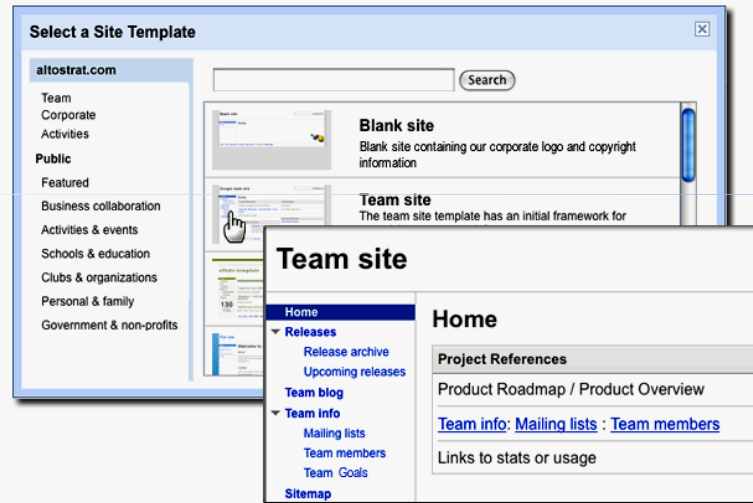 Select a Site Template
altostrat.com
Team
Corporate
Activities
Public
Featured
Business collaboration
Activities & events
Schools & education
Clubs & organizations
Personal & family
Government & non-profits
Search
Blank site
Blank site containing our corporate logo and copyright
information
Team site
The team site template has an initial framework for
Team site
Home
Releases
Release archive
Upcoming releases
Team blog
Team info
Mailing lists
Team members
Team Goals
Sitemap
Home
Project References
Product Roadmap / Product Overview
Team info: Mailing lists : Team members
Links to stats or usage